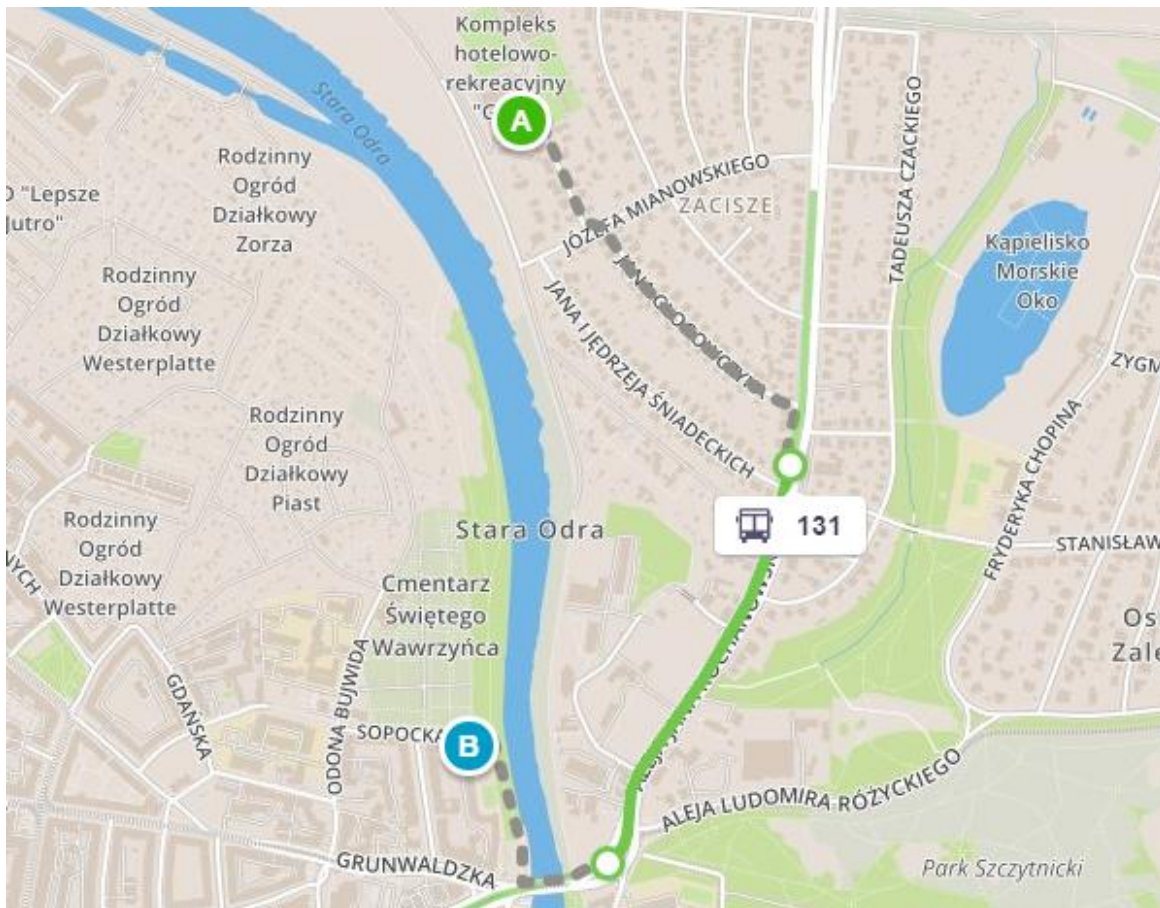 Kompleks
hotelowo-
rekreacyjny
"G
A
Stara Odra
Rodzinny
Ogród
Działkowy
Zorza
"Lepsze
Jutro"
Rodzinny
Ogród
Działkowy
Westerplatte
Rodzinny
Ogród
Działkowy
Piast
Rodzinny
Ogród
Działkowy
Westerplatte
JÓZEFA MIANOWSKIEGO
ZACISZE
TADEUSZA CZACKIEGO
Kąpielisko
Morskie
Oko
JANA I JĘDRZEJA ŚNIADECKICH
ZYGM
FRYDERYKA CHOPINA
STANISŁAW
131
Stara Odra
Cmentarz
Świętego
Wawrzyńca
Os
Zale
NYCH
GDAŃSKA
ODONA BUJWIDA
SOPOCKA
B
ALEJA LUDOMIRA RÓŻYCKIEGO
GRUNWALDZKA
Park Szczytnicki